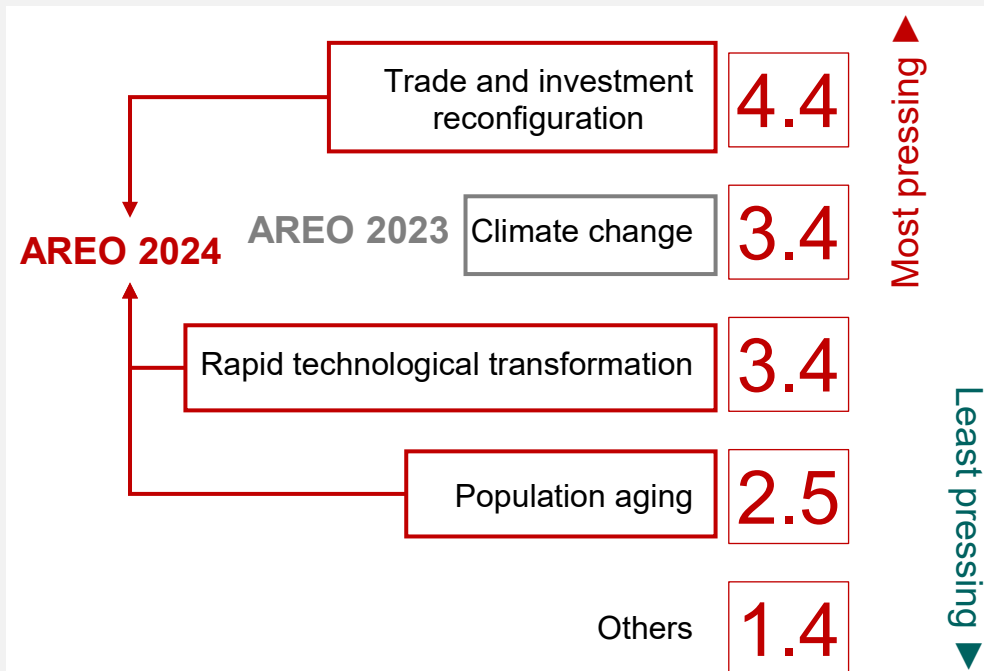 Trade and investment
reconfiguration
4.4
Most pressing
AREO 2024
AREO 2023
Climate change
3.4
Rapid technological transformation
3.4
Population aging
2.5
Least pressing
Others
1.4